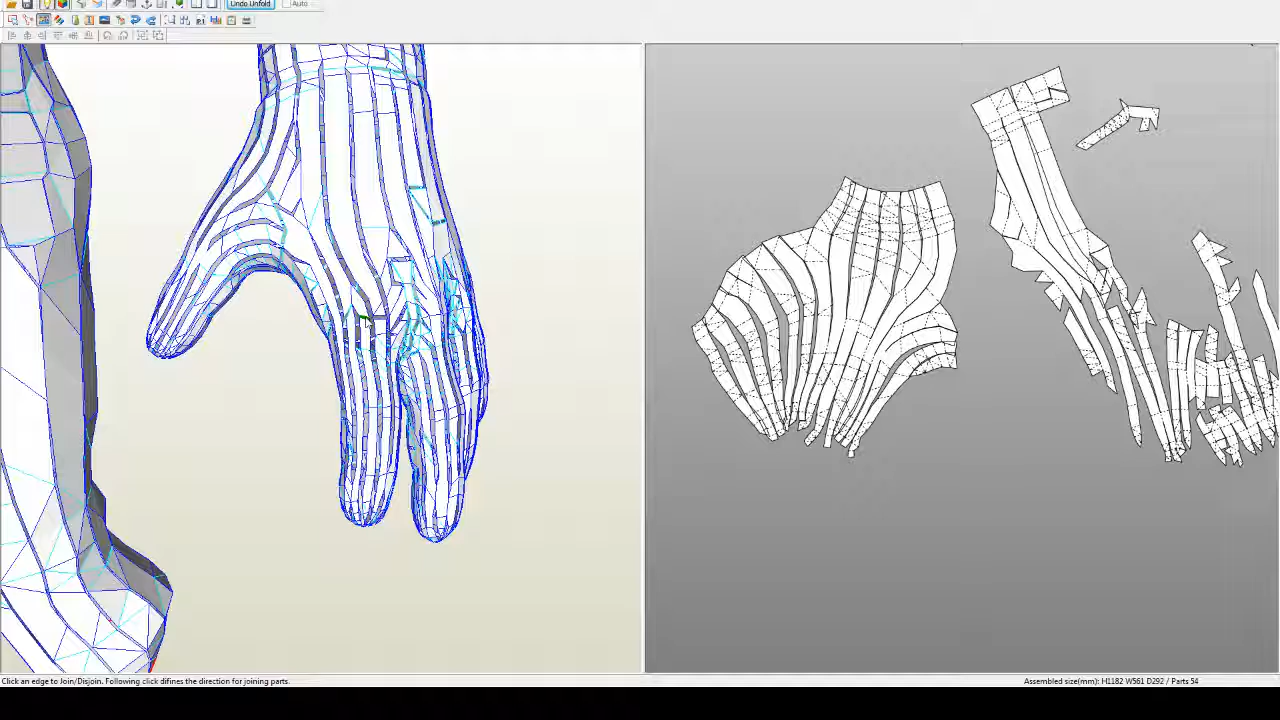 Undo Unfold
Auto
Click an edge to Join/Disjoin. Following click difines the direction for joining parts.
Assembled size(mm): H1182 W561 D292 / Parts 54